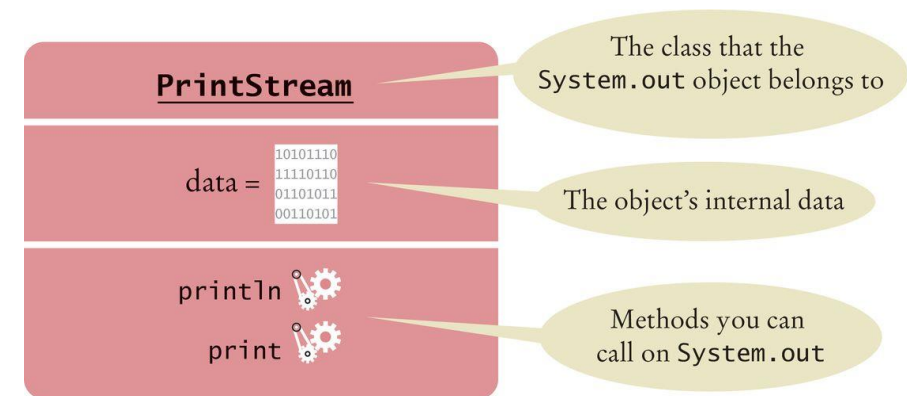 PrintStream
The class that the
System.out object belongs to
data =
10101110
11110110
01101011
00110101
The object's internal data
println
print
Methods you can
call on System.out